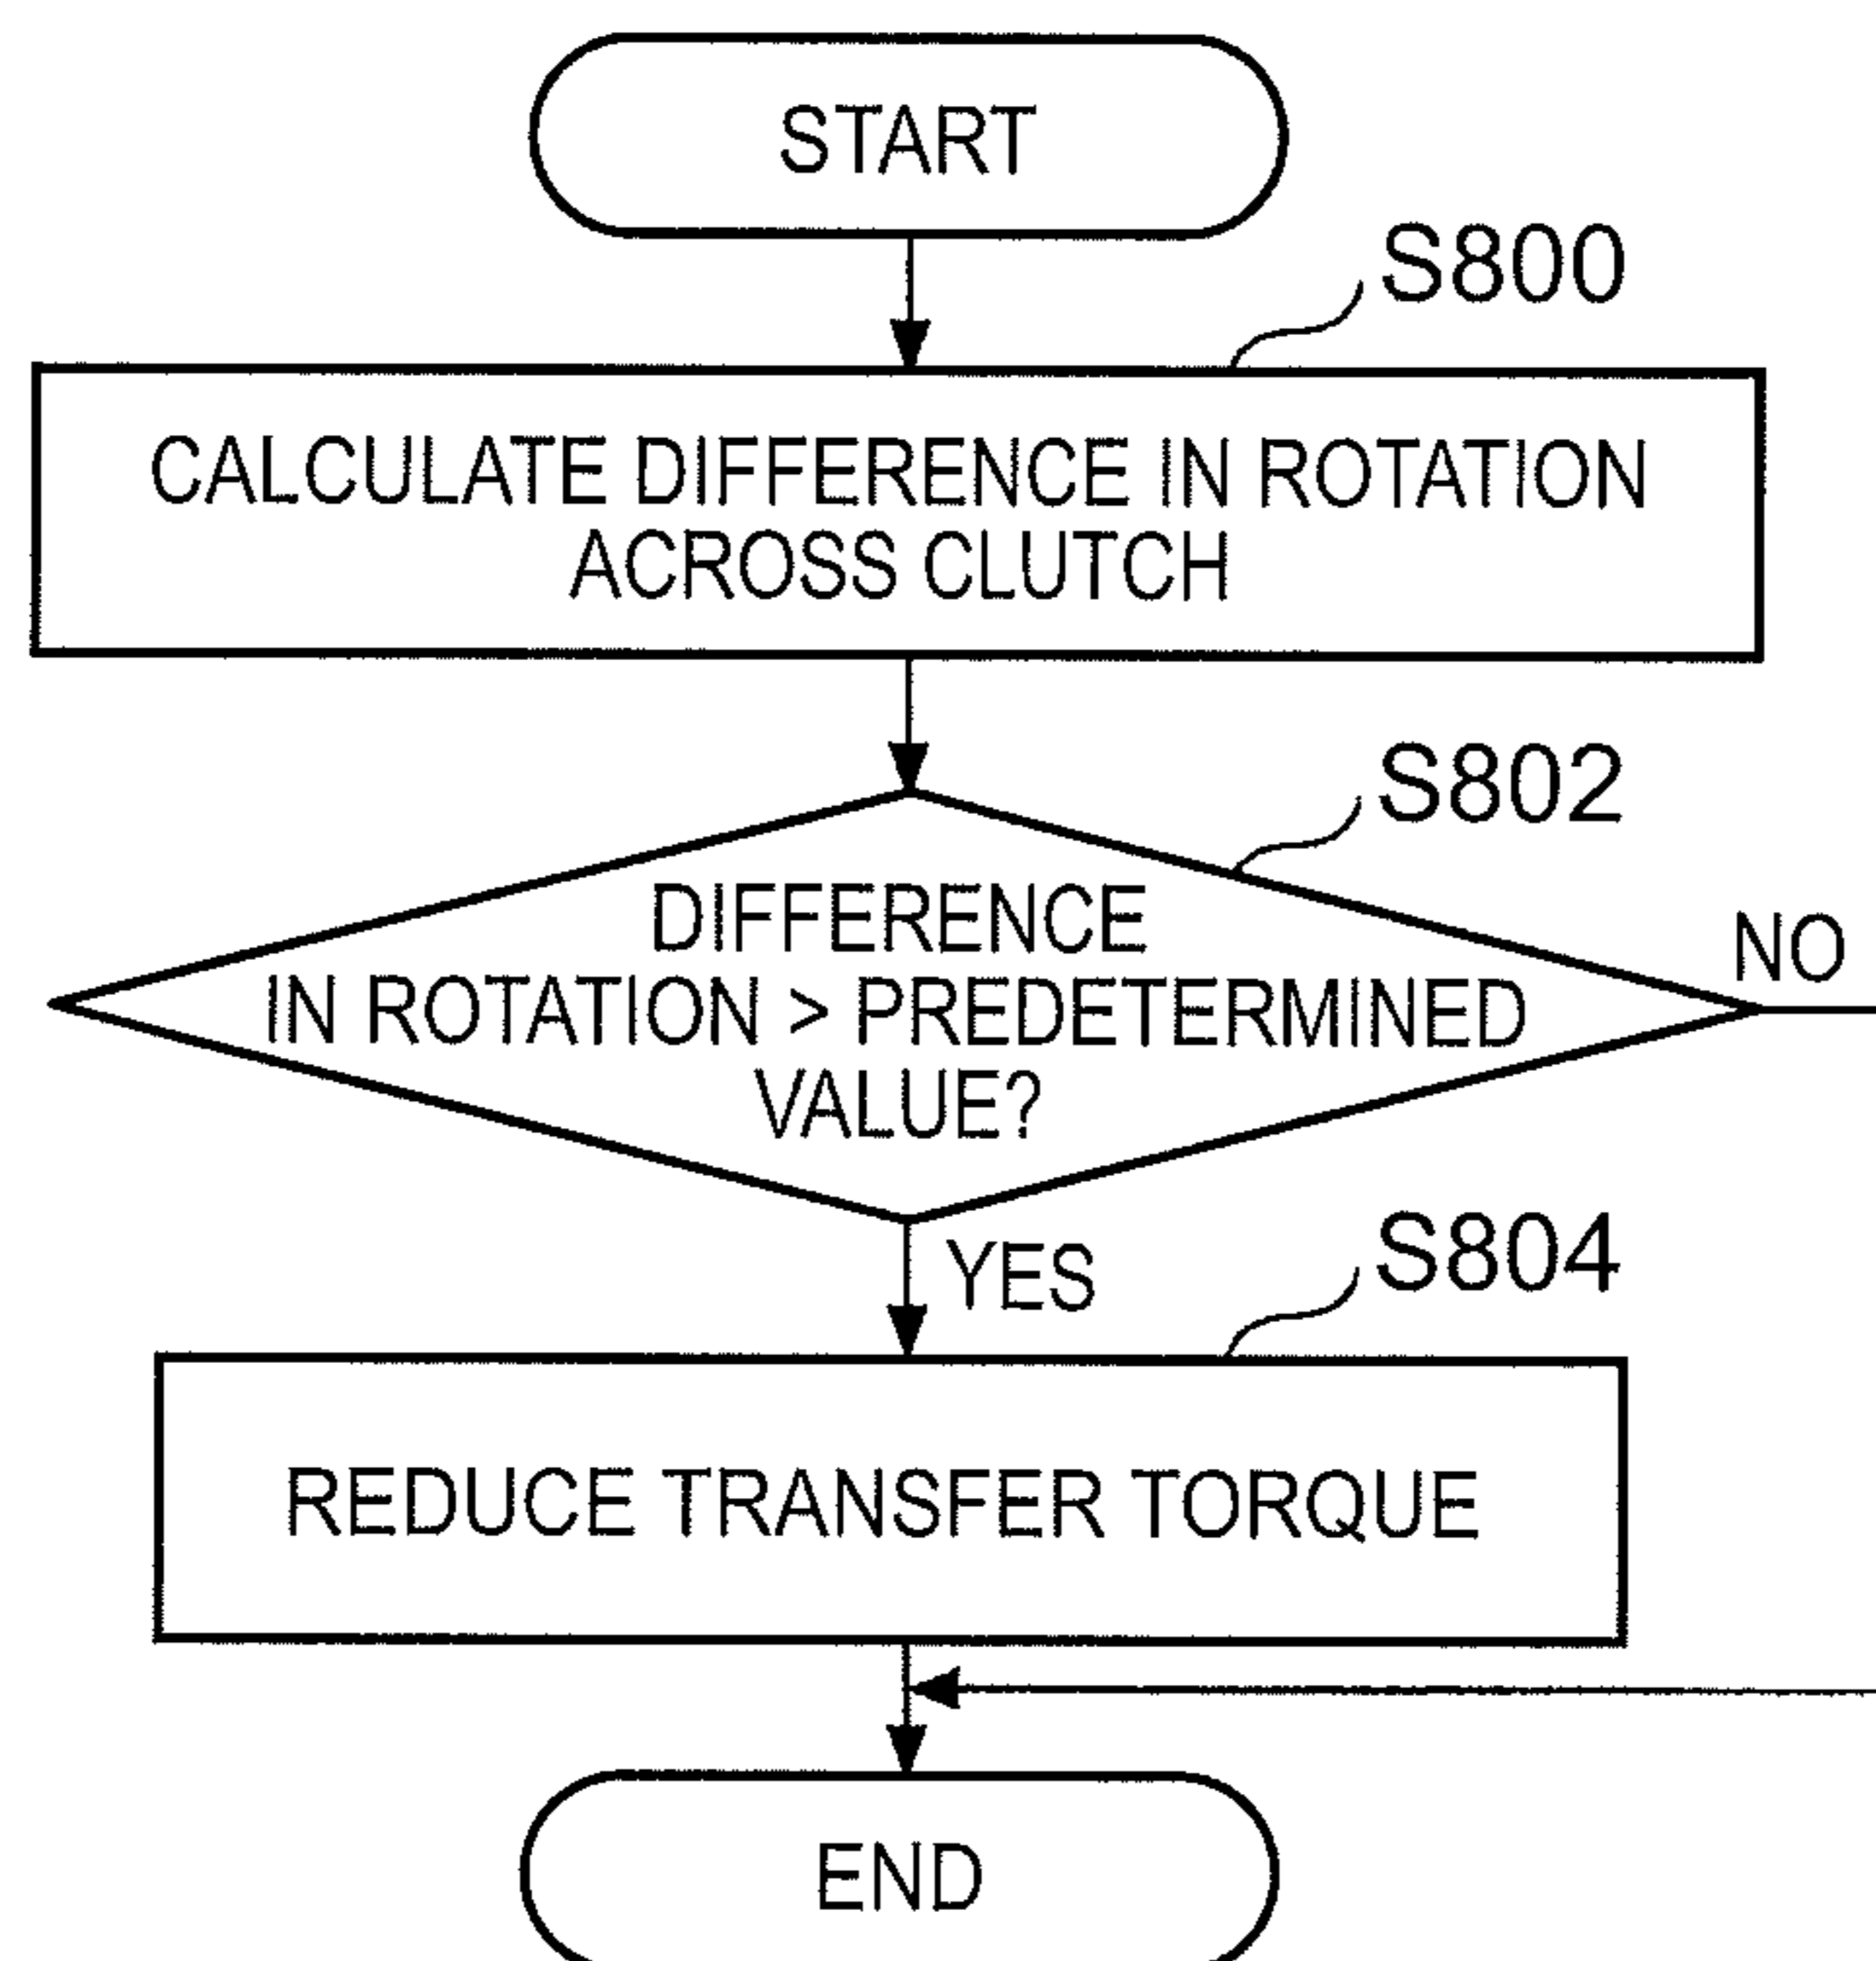 START
S800
CALCULATE DIFFERENCE IN ROTATION
ACROSS CLUTCH
S802
DIFFERENCE
IN ROTATION > PREDETERMINED
VALUE?
NO
YES
S804
REDUCE TRANSFER TORQUE
END